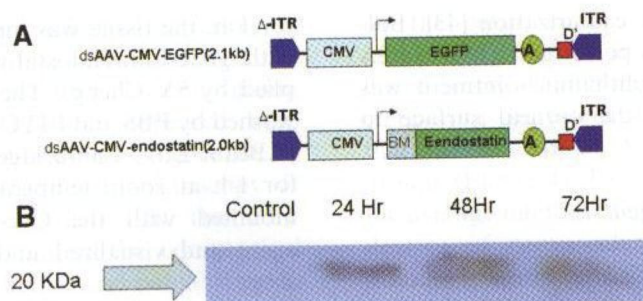 A
Δ-ITR D' ITR
dsAAV-CMV-EGFP(2.1kb) CMV EGFP A
Δ-ITR D' ITR
dsAAV-CMV-endostatin(2.0kb) CMV BM Eendostatin A
B
Control 24 Hr 48Hr 72Hr
20 KDa